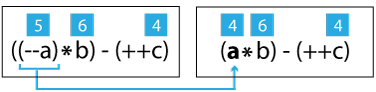 5 6 4
((--a)*b) - (++c)
4 6 4
(a*b) - (++c)